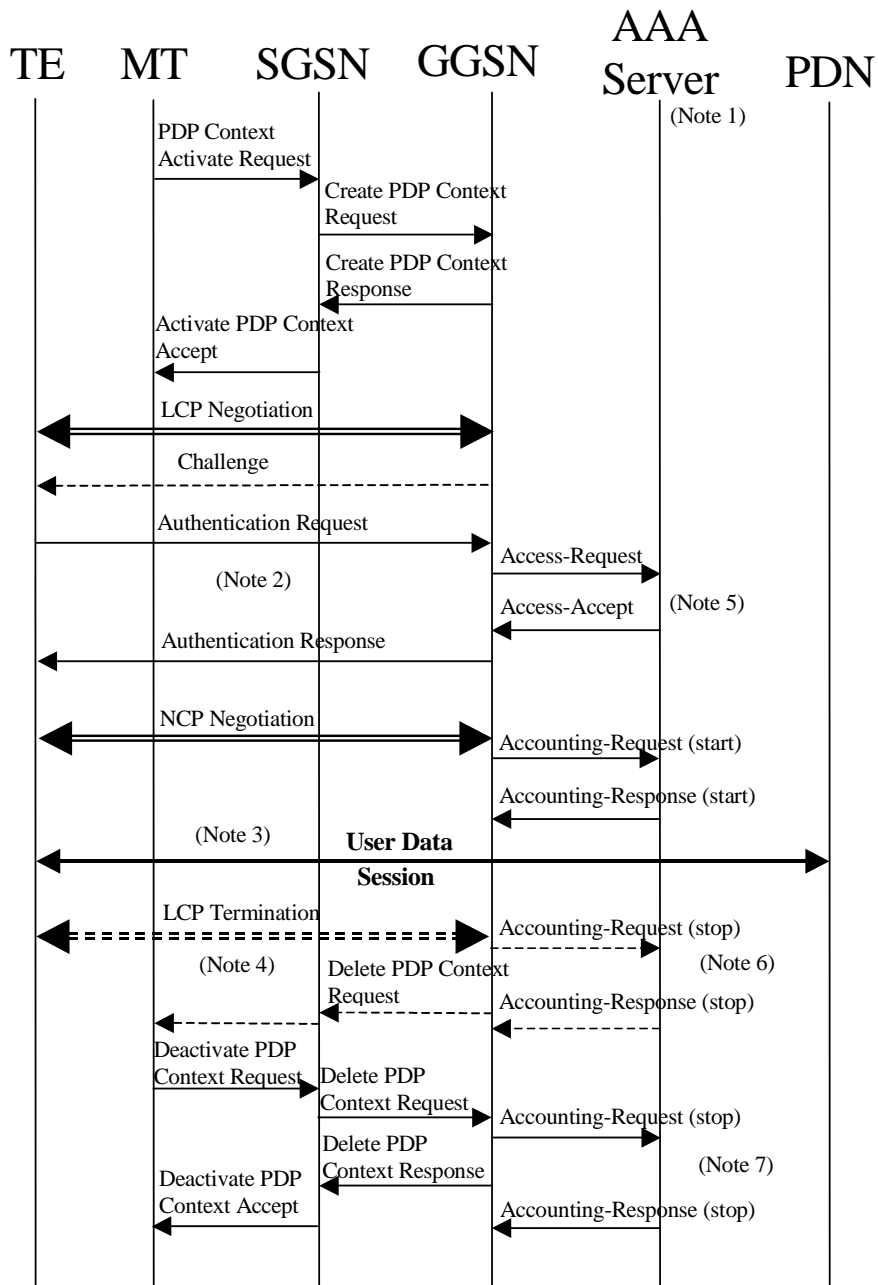 TE MT SGSN GGSN AAA Server PDN
(Note 1)
PDP Context
Activate Request
Create PDP Context
Request
Create PDP Context
Response
Activate PDP Context
Accept
LCP Negotiation
Challenge
Authentication Request
Access-Request
(Note 2)
Access-Accept
(Note 5)
Authentication Response
NCP Negotiation
Accounting-Request (start)
Accounting-Response (start)
(Note 3)
User Data
Session
LCP Termination
Accounting-Request (stop)
(Note 4)
Delete PDP Context
Request
(Note 6)
Accounting-Response (stop)
Deactivate PDP
Context Request
Delete PDP
Context Request
Accounting-Request (stop)
Delete PDP
Context Response
(Note 7)
Deactivate PDP
Context Accept
Accounting-Response (stop)